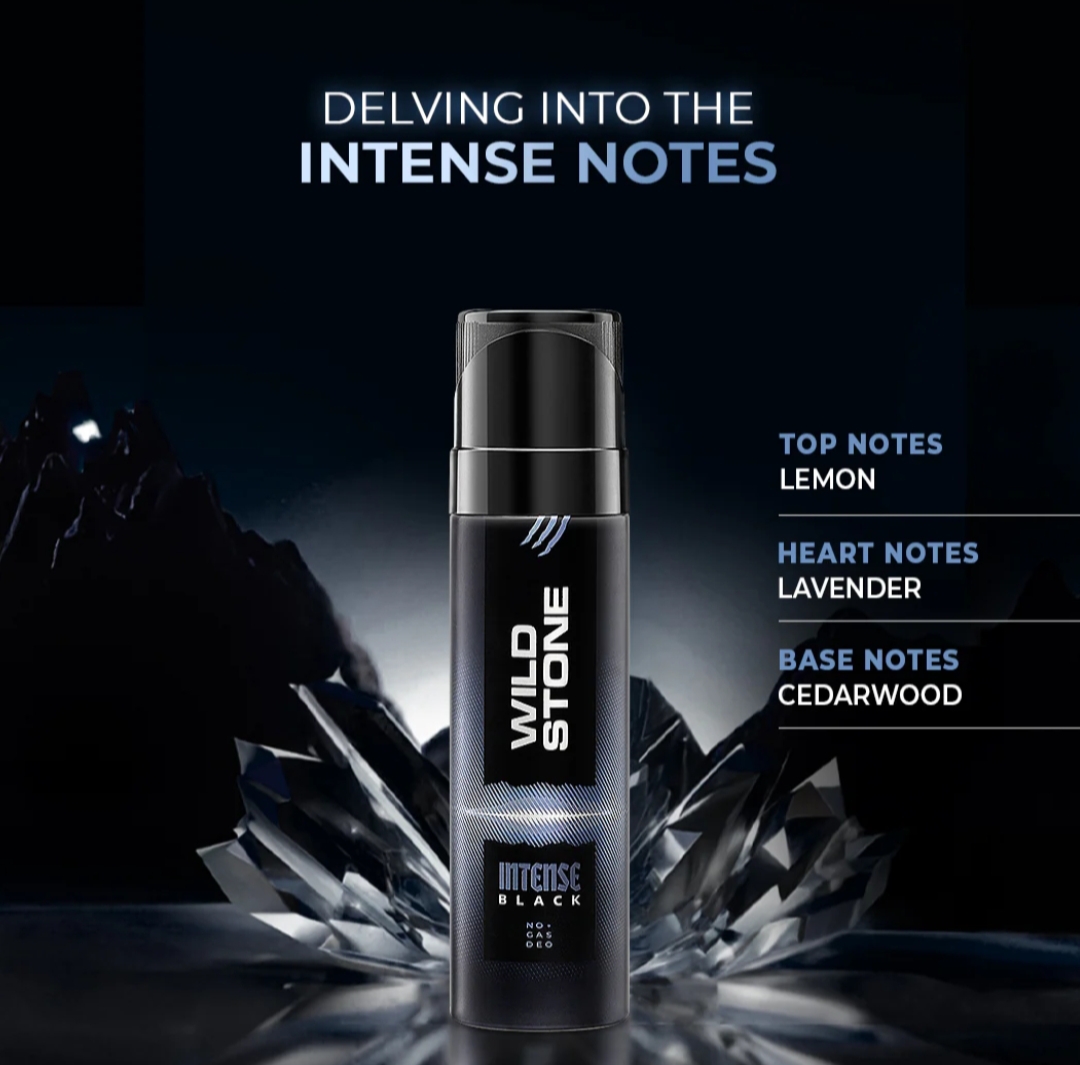 DELVING INTO THE
INTENSE NOTES
TOP NOTES
LEMON
HEART NOTES
LAVENDER
BASE NOTES
CEDARWOOD
WILD
STONE
INTENSE
BLACK
NO•
GAS
DEO